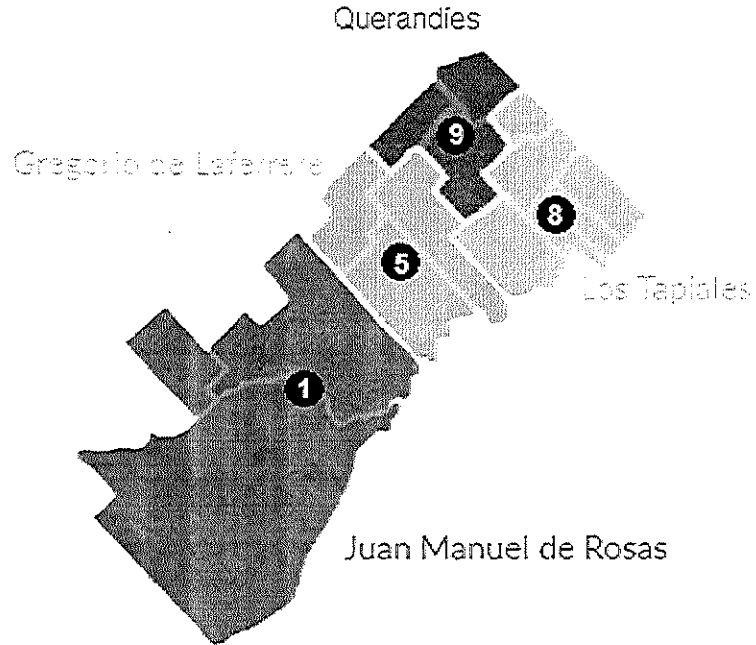 Querandíes
9
Gregorio de Laferrere
8
5
Los Tapiales
1
Juan Manuel de Rosas